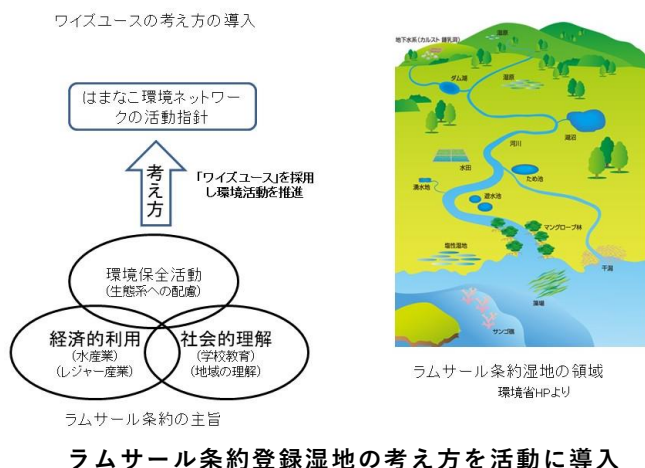 ワイズユースの考え方の導入
はまなこ環境ネットワー
クの活動指針
考え方
「ワイズユース」を採用
し環境活動を推進
環境保全活動
(生態系への配慮)
経済的利用
(水産業)
(レジャー産業)
社会的理解
(学校教育)
(地域の理解)
ラムサール条約の主旨
地下水系(カルスト 鍾乳洞)
湿原
ダム湖
湿原
湖沼
河川
水田
ため池
湧水地
遊水池
マングローブ林
塩性湿地
干潟
藻場
サンゴ礁
ラムサール条約湿地の領域
環境省HPより
ラムサール条約登録湿地の考え方を活動に導入